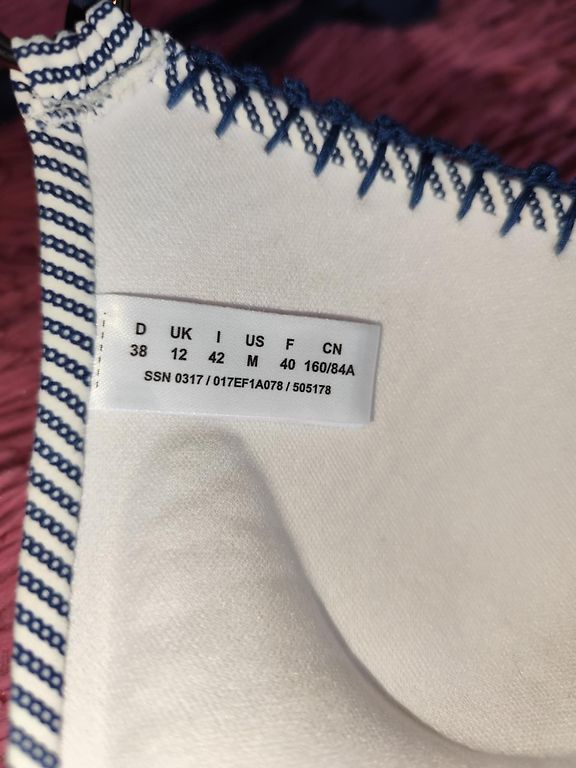 D UK I US F CN
38 12 42 M 40 160/84A
SSN 0317 / 017EF1A078 / 505178